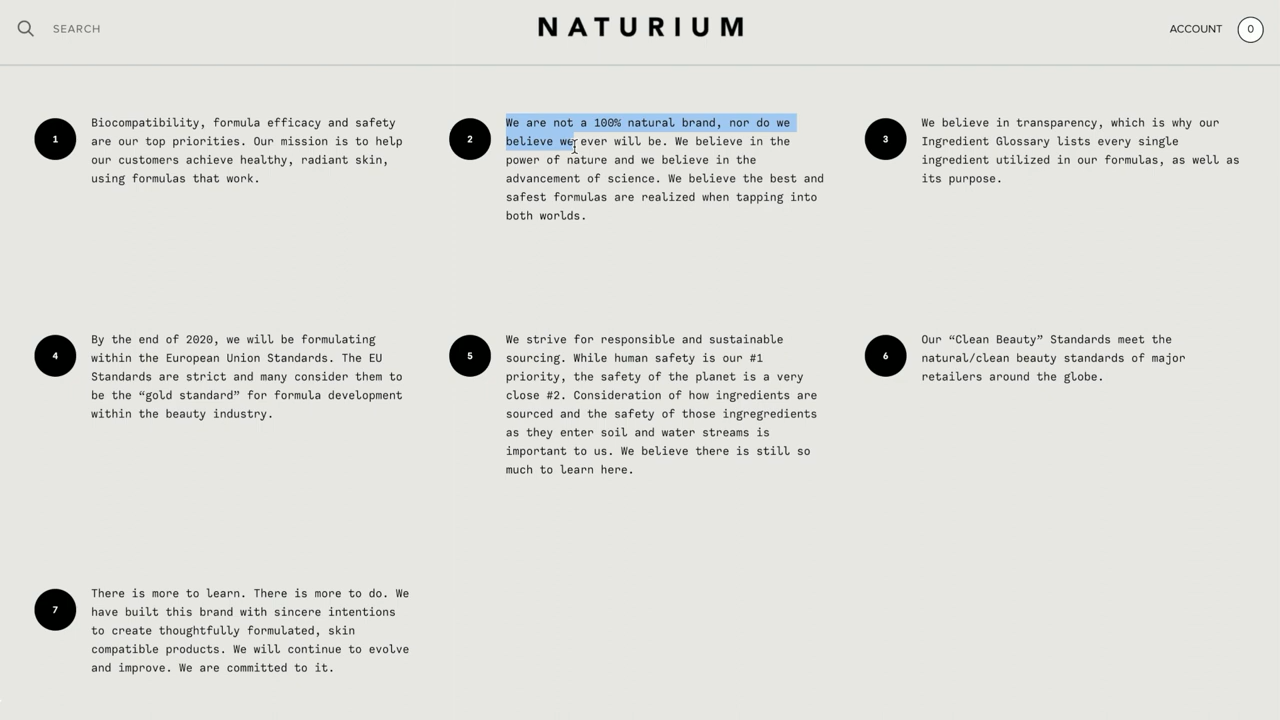 SEARCH
NATURIUM
ACCOUNT
0
1
Biocompatibility, formula efficacy and safety
are our top priorities. Our mission is to help
our customers achieve healthy, radiant skin,
using formulas that work.
2
We are not a 100% natural brand, nor do we
believe we ever will be. We believe in the
power of nature and we believe in the
advancement of science. We believe the best and
safest formulas are realized when tapping into
both worlds.
3
We believe in transparency, which is why our
Ingredient Glossary lists every single
ingredient utilized in our formulas, as well as
its purpose.
4
By the end of 2020, we will be formulating
within the European Union Standards. The EU
Standards are strict and many consider them to
be the “gold standard” for formula development
within the beauty industry.
5
We strive for responsible and sustainable
sourcing. While human safety is our #1
priority, the safety of the planet is a very
close #2. Consideration of how ingredients are
sourced and the safety of those ingregredients
as they enter soil and water streams is
important to us. We believe there is still so
much to learn here.
6
Our “Clean Beauty” Standards meet the
natural/clean beauty standards of major
retailers around the globe.
7
There is more to learn. There is more to do. We
have built this brand with sincere intentions
to create thoughtfully formulated, skin
compatible products. We will continue to evolve
and improve. We are committed to it.